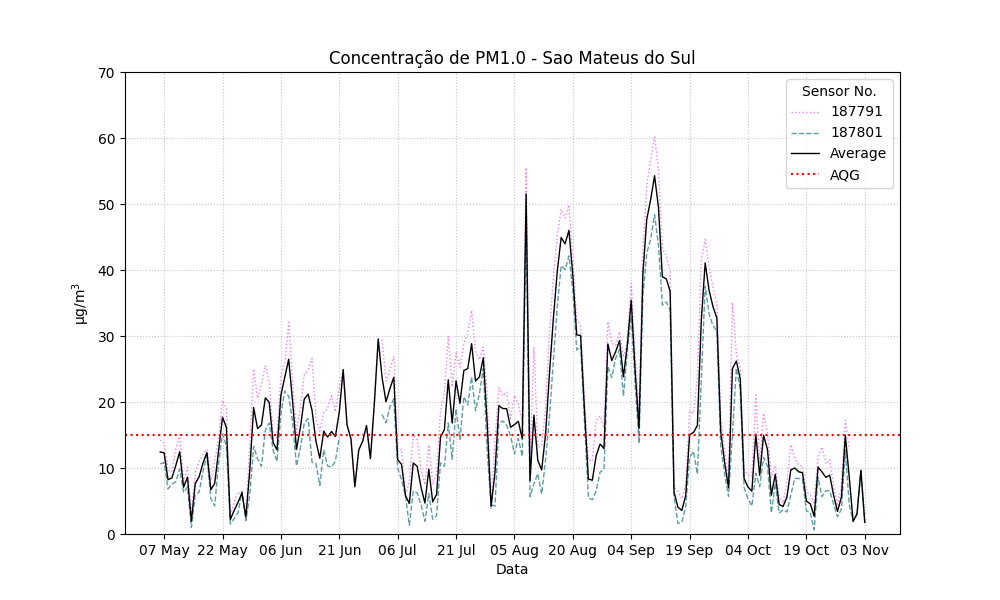 Concentração de PM1.0 - Sao Mateus do Sul
70
60
50
40
30
20
10
0
µg/m³
Sensor No.
187791
187801
Average
AQG
07 May 22 May 06 Jun 21 Jun 06 Jul 21 Jul 05 Aug 20 Aug 04 Sep 19 Sep 04 Oct 19 Oct 03 Nov
Data